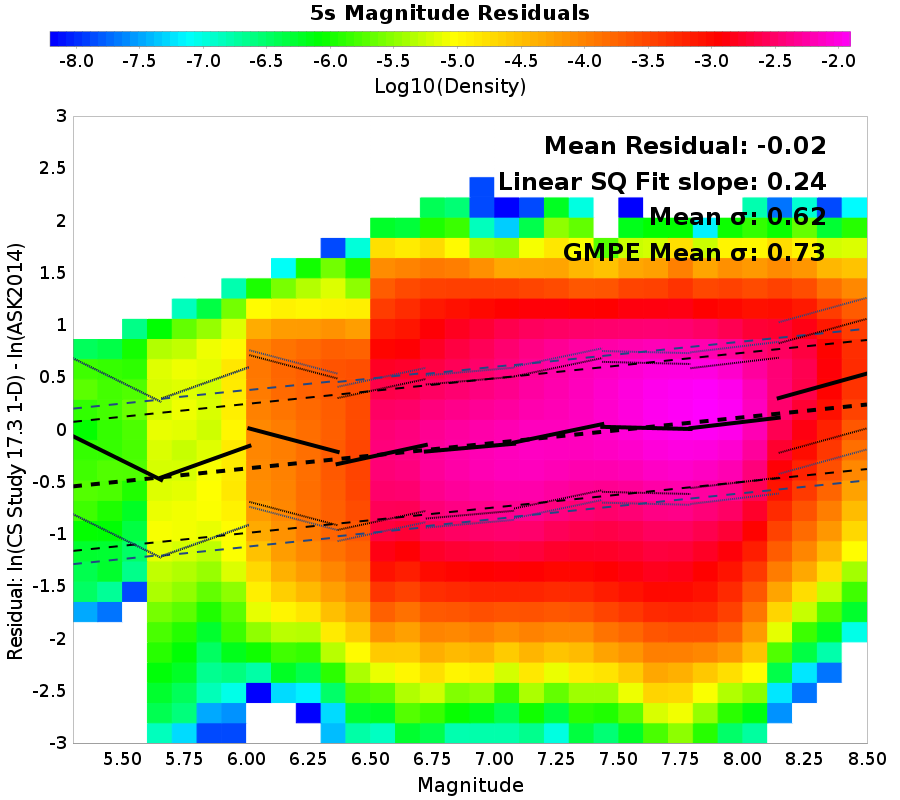 5s Magnitude Residuals
-8.0 -7.5 -7.0 -6.5 -6.0 -5.5 -5.0 -4.5 -4.0 -3.5 -3.0 -2.5 -2.0
Log10(Density)
Mean Residual: -0.02
Linear SQ Fit slope: 0.24
Mean σ: 0.62
GMPE Mean σ: 0.73
Residual: ln(CS Study 17.3 1-D) - ln(ASK2014)
3
2.5
2
1.5
1
0.5
0
-0.5
-1
-1.5
-2
-2.5
-3
5.50 5.75 6.00 6.25 6.50 6.75 7.00 7.25 7.50 7.75 8.00 8.25 8.50
Magnitude